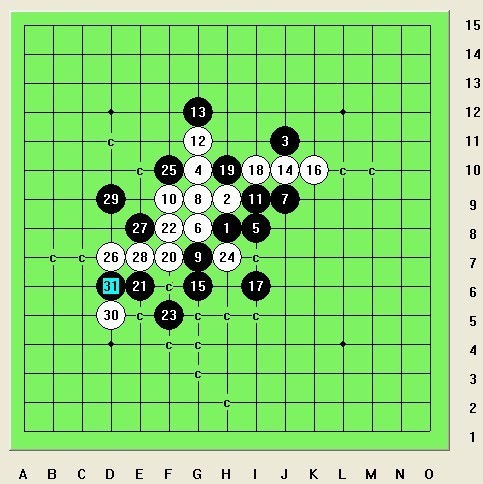 15
14
13
13 12
c 12 3 11
c 25 4 19 18 14 16 c c 10
29 10 8 2 11 7 9
27 22 6 1 5 8
c c 26 28 20 9 24 c 7
31 21 c 15 17 6
30 c 23 c c c 5
c c 4
c 3
c 2
1
A B C D E F G H I J K L M N O